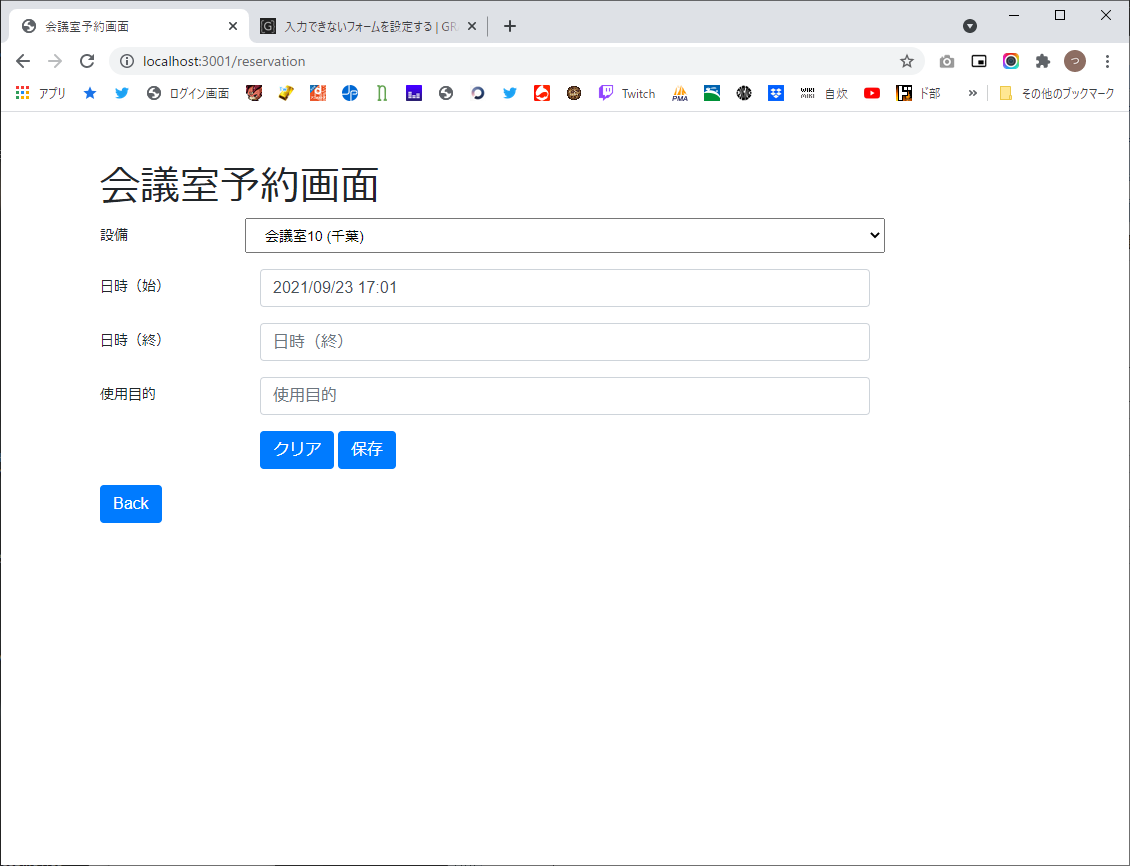 会議室予約画面
入力できないフォームを設定する | GR
localhost:3001/reservation
アプリ
ログイン画面
Twitch
PMA
WIKI
WIKI
自炊
ド部
»
その他のブックマーク
会議室予約画面
設備
会議室10 (千葉)
日時（始）
2021/09/23 17:01
日時（終）
日時（終）
使用目的
使用目的
クリア
保存
Back